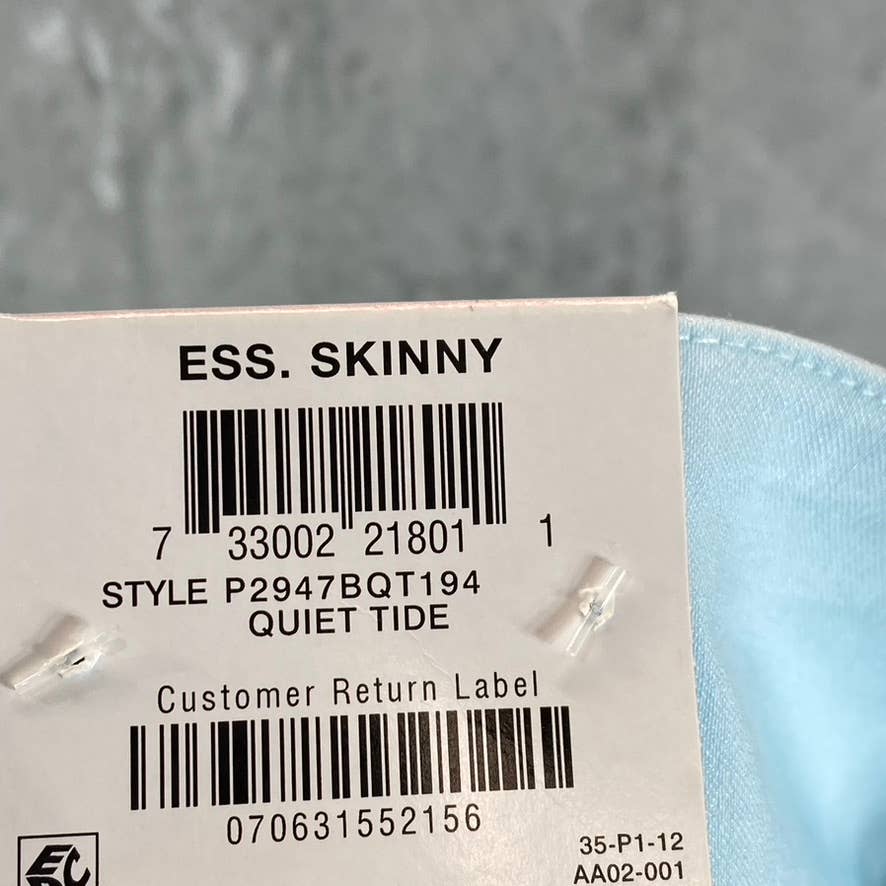 ESS. SKINNY
7 33002 21801 1
STYLE P2947BQT194
QUIET TIDE
Customer Return Label
070631552156
35-P1-12
AA02-001